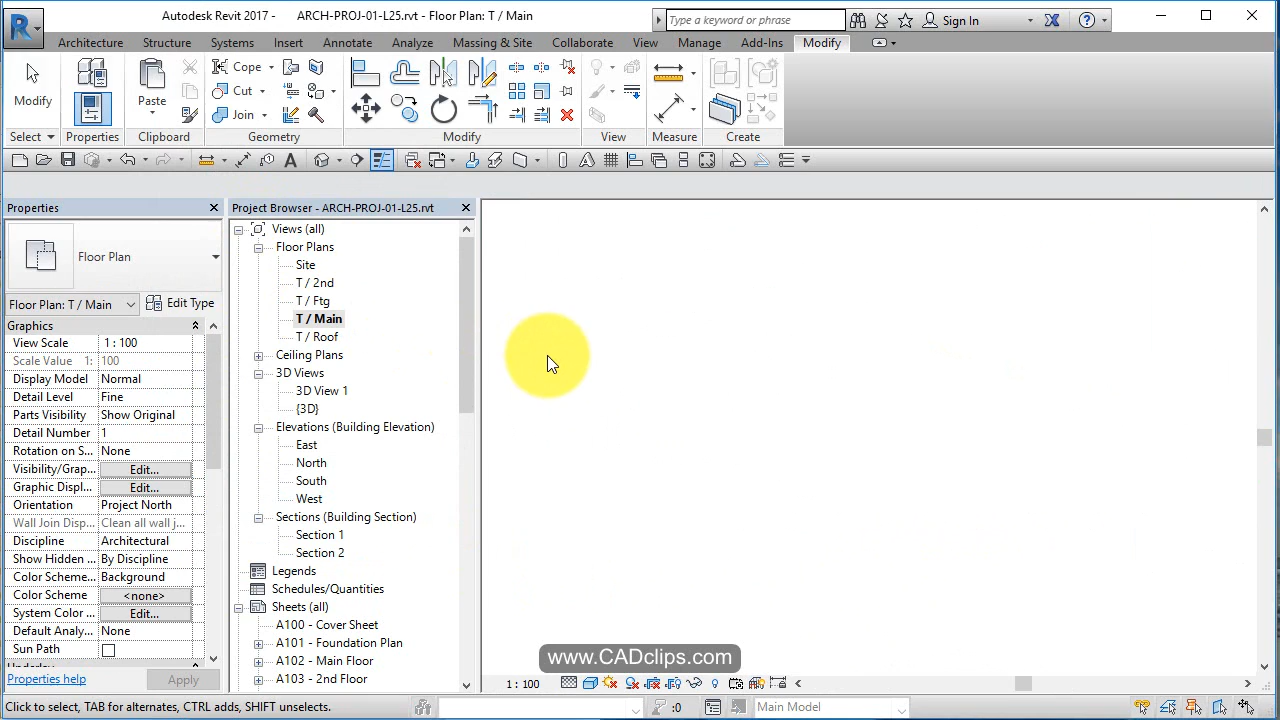 Autodesk Revit 2017 - ARCH-PROJ-01-L25.rvt - Floor Plan: T / Main
Type a keyword or phrase
Sign In
Architecture Structure Systems Insert Annotate Analyze Massing & Site Collaborate View Manage Add-Ins Modify
Modify
Paste
Cope
Cut
Join
Select Properties Clipboard Geometry Modify View Measure Create
Properties
Floor Plan
Floor Plan: T / Main
Edit Type
Graphics
View Scale 1 : 100
Scale Value 1: 100
Display Model Normal
Detail Level Fine
Parts Visibility Show Original
Detail Number 1
Rotation on S... None
Visibility/Grap... Edit...
Graphic Displ... Edit...
Orientation Project North
Wall Join Disp... Clean all wall j...
Discipline Architectural
Show Hidden By Discipline
Color Scheme... Background
Color Scheme <none>
System Color ... Edit...
Default Analy... None
Sun Path
Underlay
Properties help
Apply
Project Browser - ARCH-PROJ-01-L25.rvt
Views (all)
Floor Plans
Site
T / 2nd
T / Ftg
T / Main
T / Roof
Ceiling Plans
3D Views
3D View 1
{3D}
Elevations (Building Elevation)
East
North
South
West
Sections (Building Section)
Section 1
Section 2
Legends
Schedules/Quantities
Sheets (all)
A100 - Cover Sheet
A101 - Foundation Plan
A102 - Main Floor
A103 - 2nd Floor
www.CADclips.com
1 : 100
Click to select, TAB for alternates, CTRL adds, SHIFT unselects.
:0
Main Model